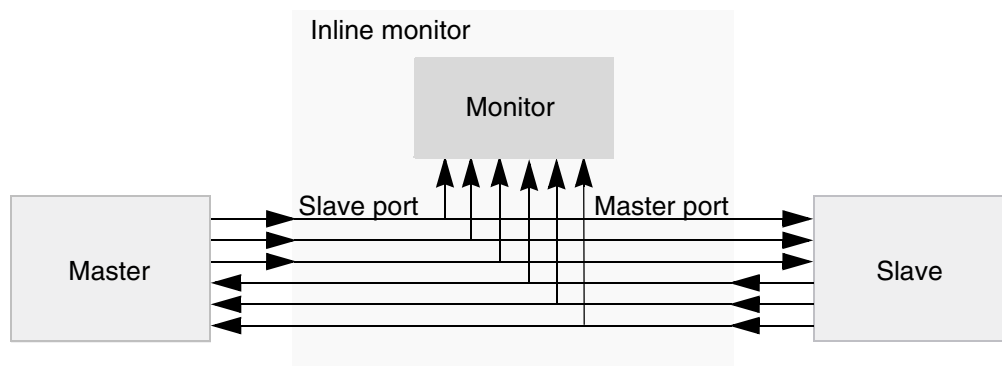 Inline monitor
Monitor
Slave port
Master port
Master
Slave